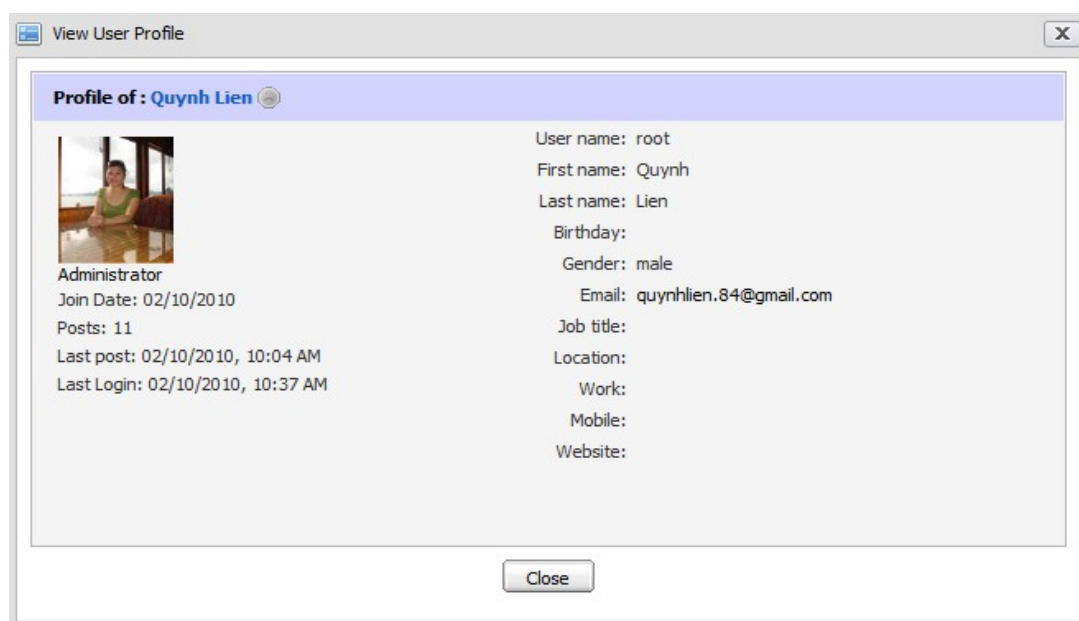 View User Profile
X
Profile of : Quynh Lien
Administrator
Join Date: 02/10/2010
Posts: 11
Last post: 02/10/2010, 10:04 AM
Last Login: 02/10/2010, 10:37 AM
User name: root
First name: Quynh
Last name: Lien
Birthday:
Gender: male
Email: quynhlien.84@gmail.com
Job title:
Location:
Work:
Mobile:
Website:
Close